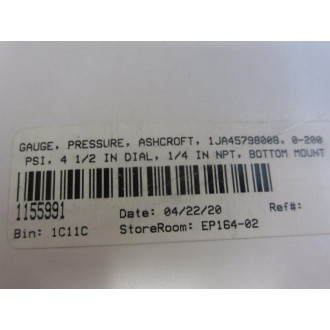 GAUGE, PRESSURE, ASHCROFT, 1JA45798008, 0-200
PSI, 4 1/2 IN DIAL, 1/4 IN NPT, BOTTOM MOUNT
1155991 Date: 04/22/20 Ref#:
Bin: 1C11C StoreRoom: EP164-02